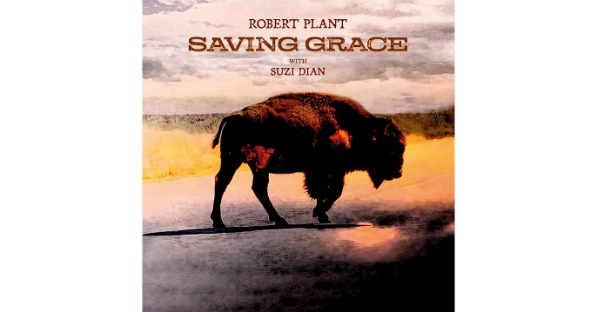 ROBERT PLANT
SAVING GRACE
WITH
SUZI DIAN